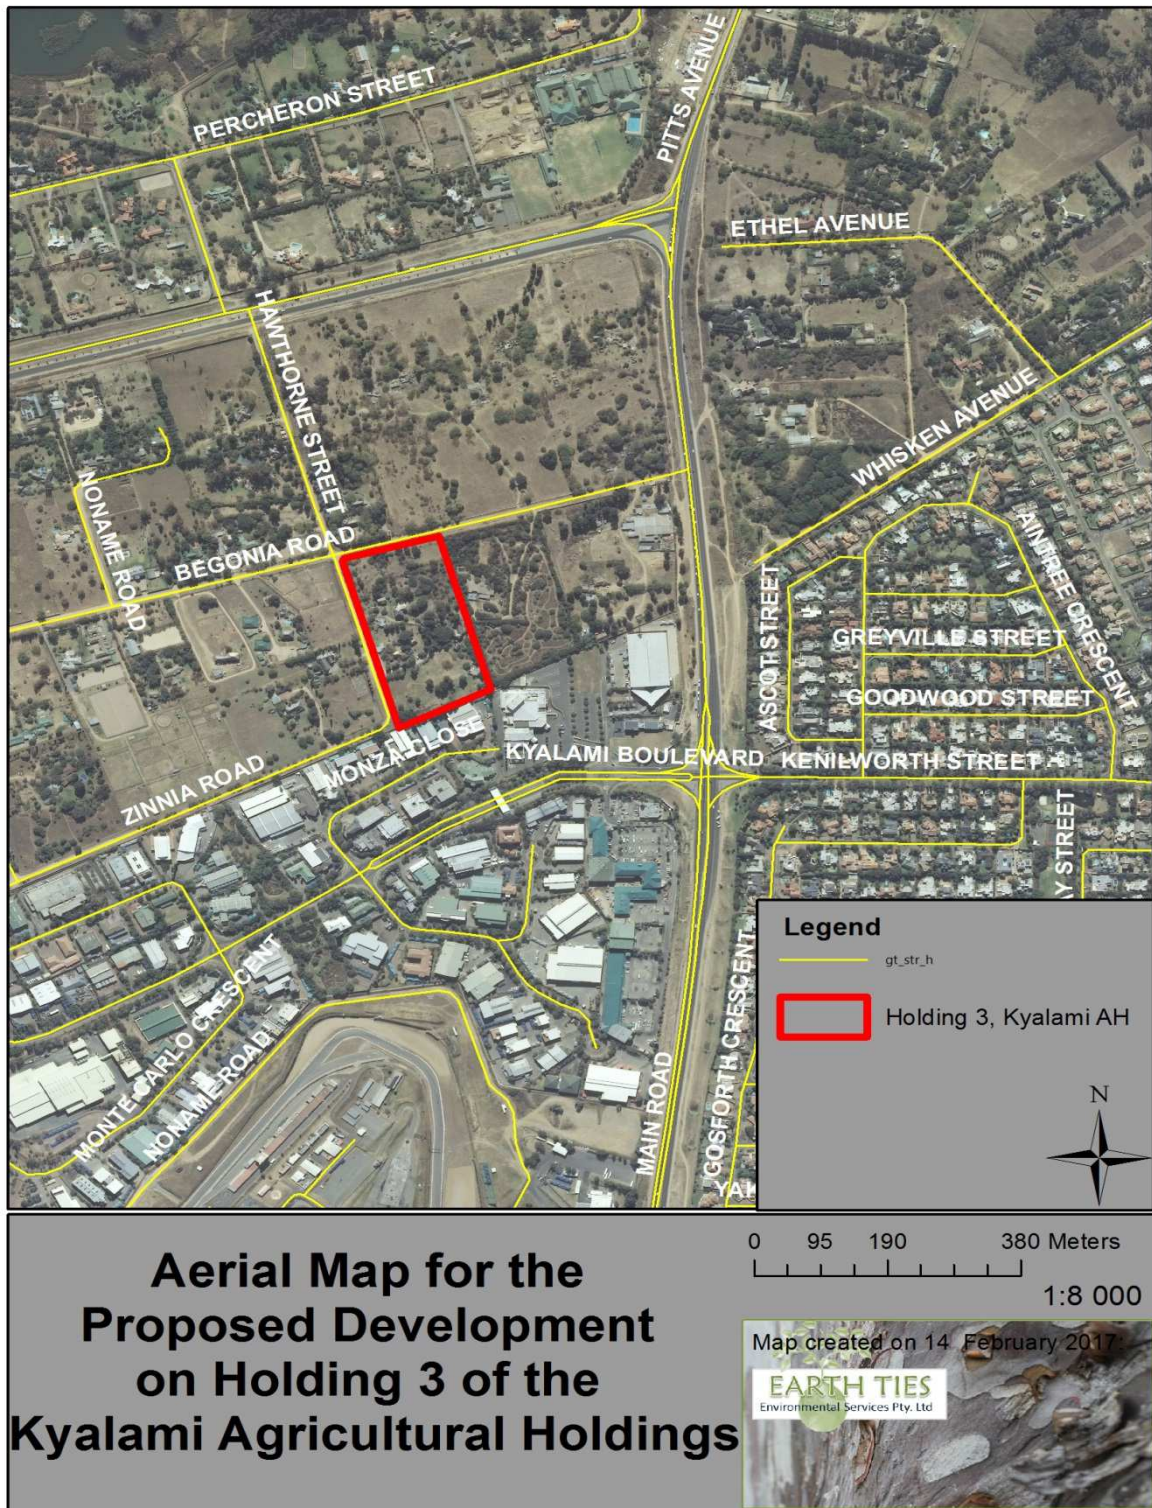 PERCHERON STREET
PITTS AVENUE
ETHEL AVENUE
HAWTHORNE STREET
WHISKEN AVENUE
NONAME ROAD
BEGONIA ROAD
AINTREE CRESCENT
ASCOT STREET
GREYVILLE STREET
GOODWOOD STREET
ZINNIA ROAD
MONZA CLOSE
KYALAMI BOULEVARD
KENILWORTH STREET
AY STREET
MONTE CARLO CRESCENT
NONAME ROAD
MAIN ROAD
GOSFORTH CRESCENT
YAK
Legend
gt_str_h
Holding 3, Kyalami AH
N
Aerial Map for the
Proposed Development
on Holding 3 of the
Kyalami Agricultural Holdings
0 95 190 380 Meters
1:8 000
Map created on 14 February 2017:
EARTH TIES
Environmental Services Pty. Ltd